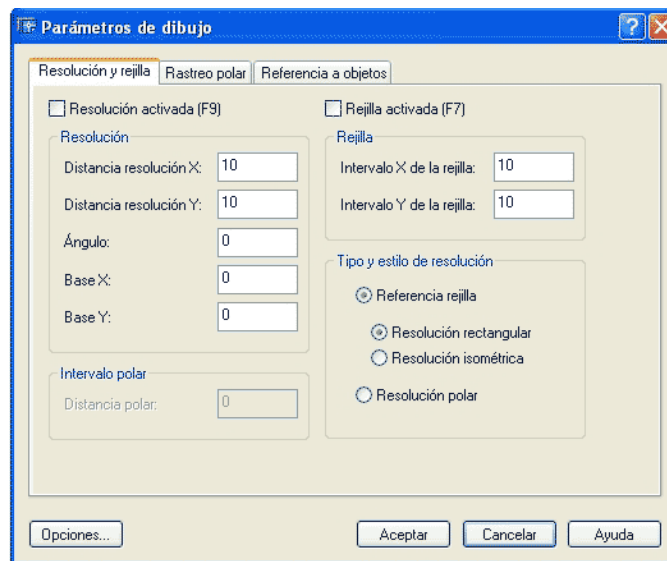 Parámetros de dibujo
Resolución y rejilla
Rastreo polar
Referencia a objetos
Resolución activada (F9)
Resolución
Distancia resolución X: 10
Distancia resolución Y: 10
Ángulo: 0
Base X: 0
Base Y: 0
Intervalo polar
Distancia polar: 0
Rejilla activada (F7)
Rejilla
Intervalo X de la rejilla: 10
Intervalo Y de la rejilla: 10
Tipo y estilo de resolución
Referencia rejilla
Resolución rectangular
Resolución isométrica
Resolución polar
Opciones...
Aceptar
Cancelar
Ayuda